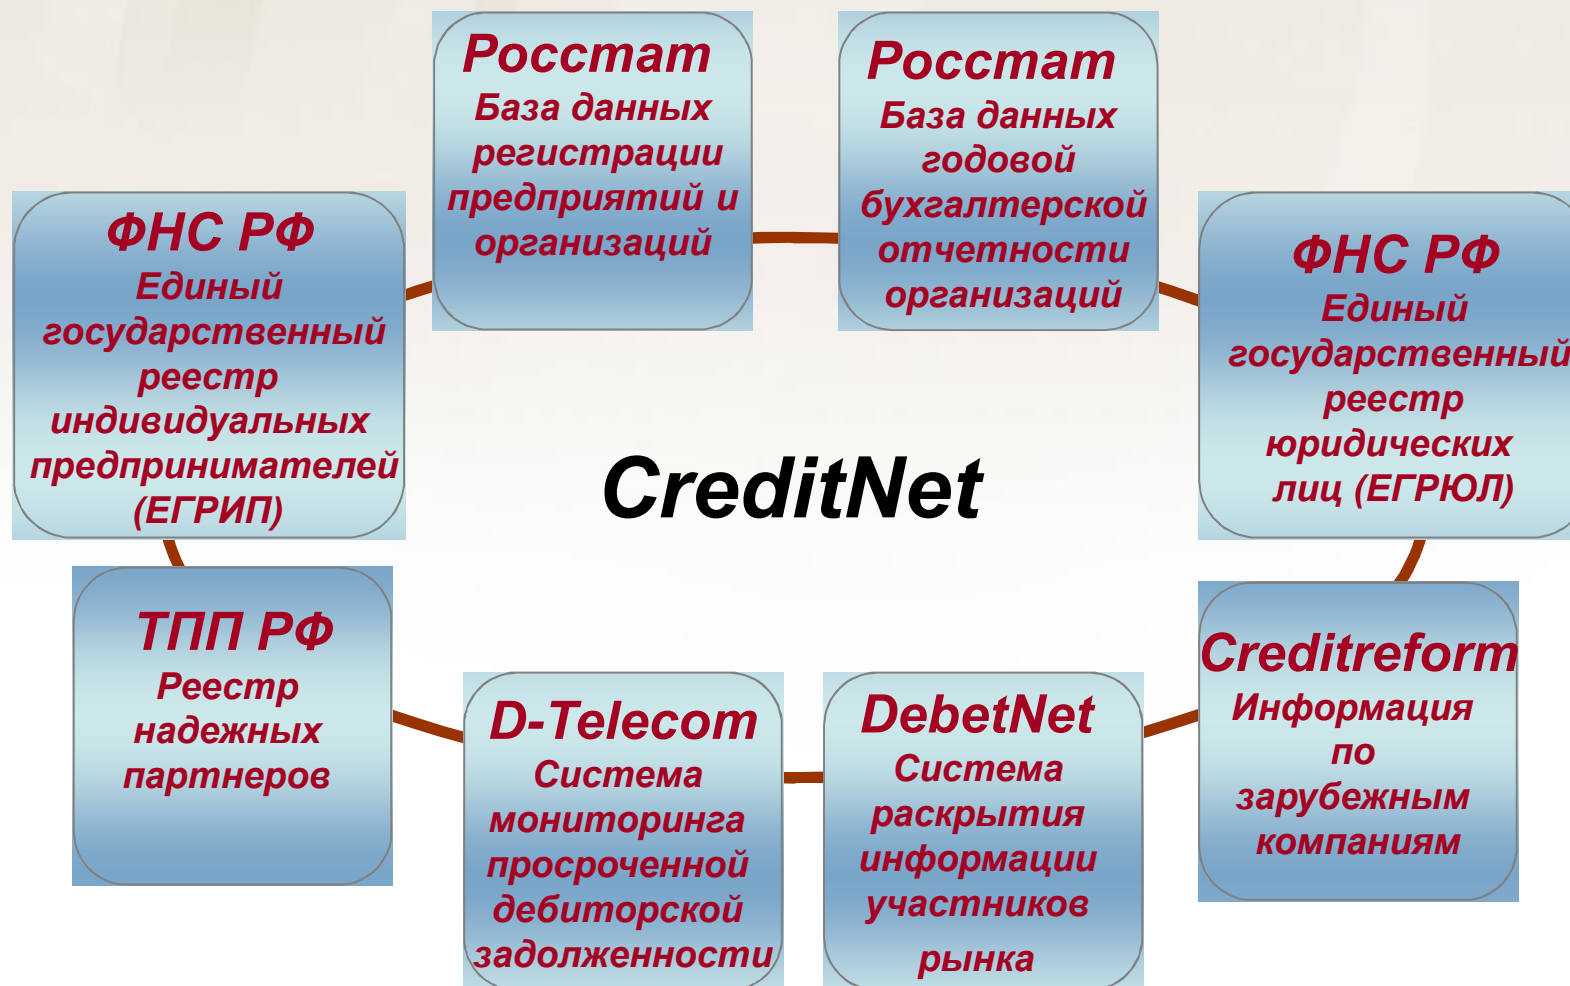 Росстат
База данных
регистрации
предприятий и
организаций
Росстат
База данных
годовой
бухгалтерской
отчетности
организаций
ФНС РФ
Единый
государственный
реестр
индивидуальных
предпринимателей
(ЕГРИП)
ФНС РФ
Единый
государственный
реестр
юридических
лиц (ЕГРЮЛ)
CreditNet
ТПП РФ
Реестр
надежных
партнеров
D-Telecom
Система
мониторинга
просроченной
дебиторской
задолженности
DebetNet
Система
раскрытия
информации
участников
рынка
Creditreform
Информация
по
зарубежным
компаниям